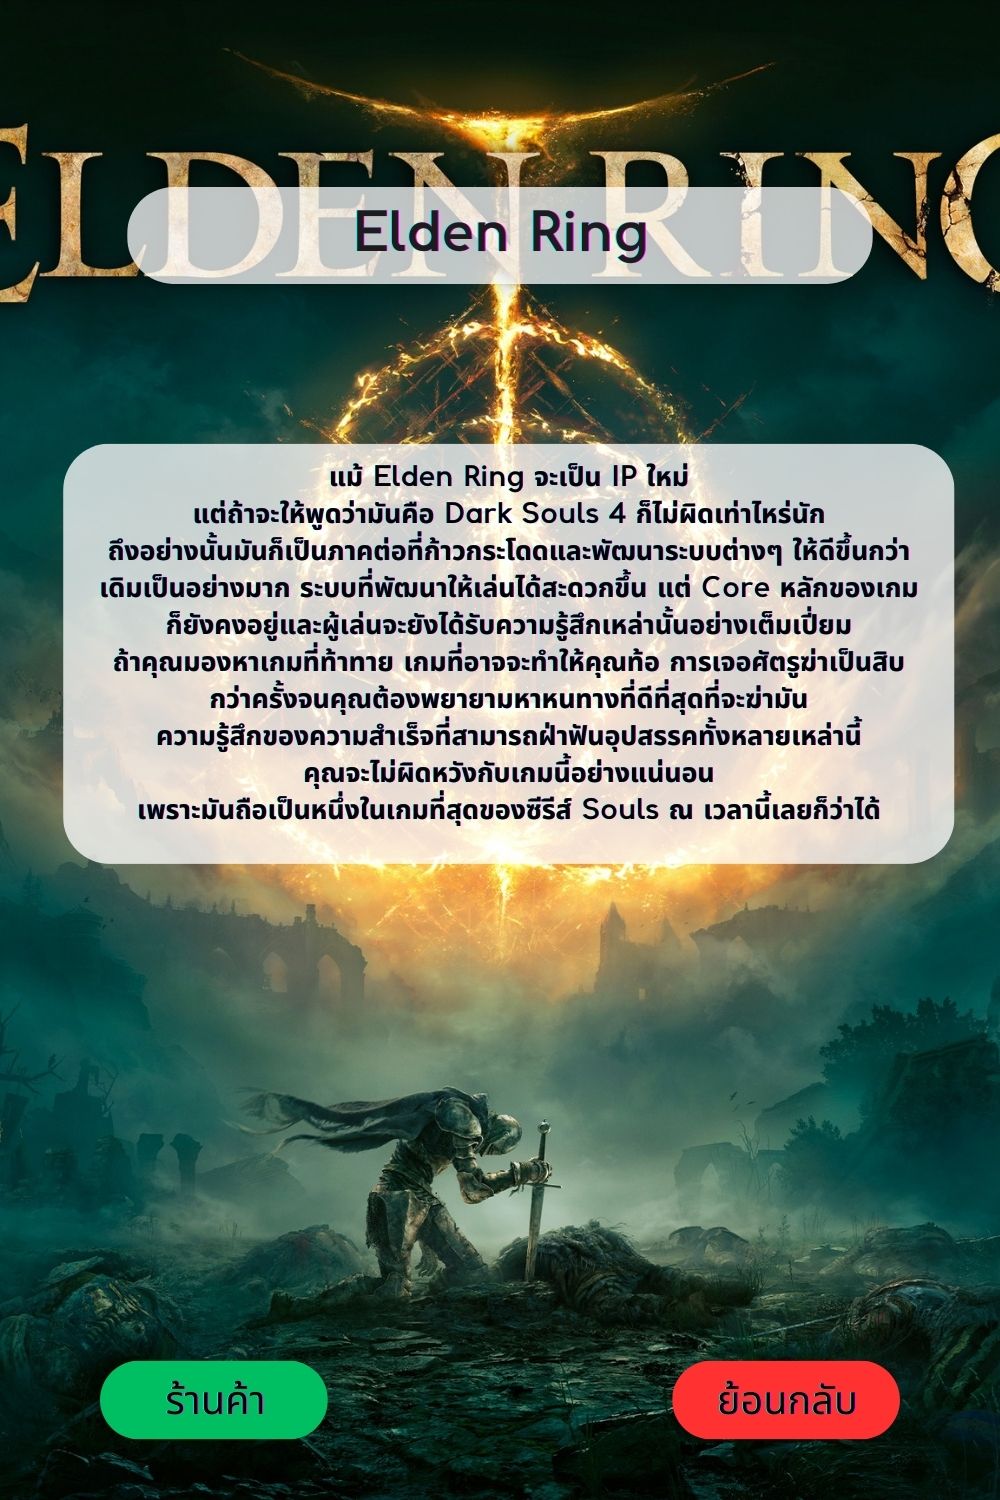 ELDEN RING
Elden Ring
แม้ Elden Ring จะเป็น IP ใหม่
แต่ถ้าจะให้พูดว่ามันคือ Dark Souls 4 ก็ไม่ผิดเท่าไหร่นัก
ถึงอย่างนั้นมันก็เป็นภาคต่อที่ก้าวกระโดดและพัฒนาระบบต่างๆ ให้ดีขึ้นกว่า
เดิมเป็นอย่างมาก ระบบที่พัฒนาให้เล่นได้สะดวกขึ้น แต่ Core หลักของเกม
ก็ยังคงอยู่และผู้เล่นจะยังได้รับความรู้สึกเหล่านั้นอย่างเต็มเปี่ยม
ถ้าคุณมองหาเกมที่ท้าทาย เกมที่อาจจะทำให้คุณท้อ การเจอศัตรูฆ่าเป็นสิบ
กว่าครั้งจนคุณต้องพยายามหาหนทางที่ดีที่สุดที่จะฆ่ามัน
ความรู้สึกของความสำเร็จที่สามารถฝ่าฟันอุปสรรคทั้งหลายเหล่านี้
คุณจะไม่ผิดหวังกับเกมนี้อย่างแน่นอน
เพราะมันถือเป็นหนึ่งในเกมที่สุดของซีรีส์ Souls ณ เวลานี้เลยก็ว่าได้
ร้านค้า
ย้อนกลับ